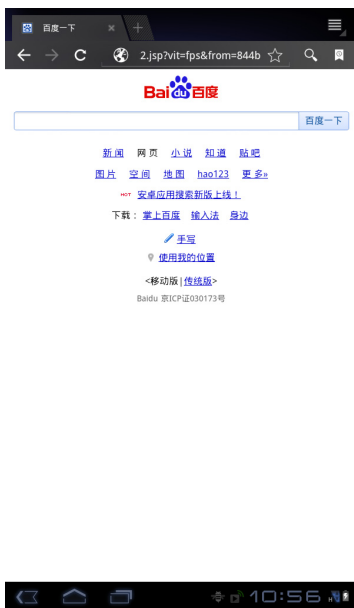 百度一下
2.jsp?vit=fps&from=844b
Bai du 百度
百度一下
新闻 网页 小说 知道 贴吧
图片 空间 地图 hao123 更多»
HOT 安卓应用搜索新版上线！
下载： 掌上百度 输入法 身边
手写
使用我的位置
<移动版|传统版>
Baidu 京ICP证030173号
10:56